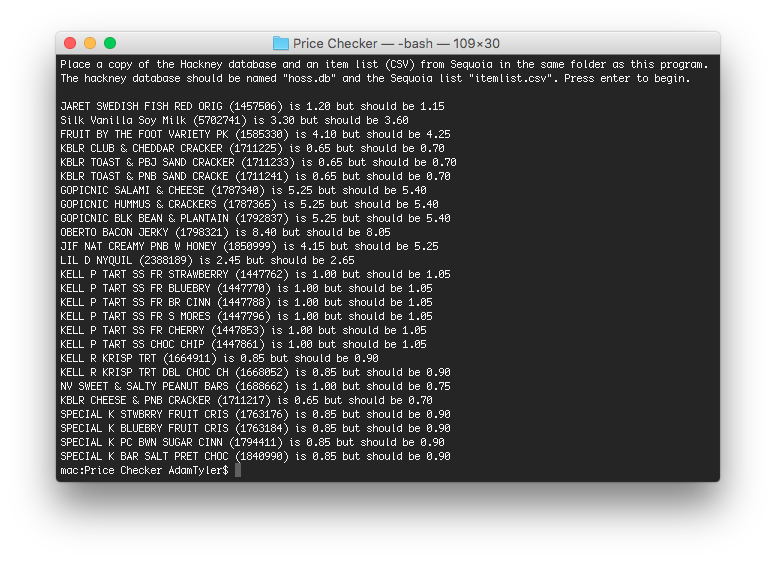 Price Checker — -bash — 109×30
Place a copy of the Hackney database and an item list (CSV) from Sequoia in the same folder as this program.
The hackney database should be named "hoss.db" and the Sequoia list "itemlist.csv". Press enter to begin.
JARET SWEDISH FISH RED ORIG (1457506) is 1.20 but should be 1.15
Silk Vanilla Soy Milk (5702741) is 3.30 but should be 3.60
FRUIT BY THE FOOT VARIETY PK (1585330) is 4.10 but should be 4.25
KBLR CLUB & CHEDDAR CRACKER (1711225) is 0.65 but should be 0.70
KBLR TOAST & PBJ SAND CRACKER (1711233) is 0.65 but should be 0.70
KBLR TOAST & PNB SAND CRACKE (1711241) is 0.65 but should be 0.70
GOPICNIC SALAMI & CHEESE (1787340) is 5.25 but should be 5.40
GOPICNIC HUMMUS & CRACKERS (1787365) is 5.25 but should be 5.40
GOPICNIC BLK BEAN & PLANTAIN (1792837) is 5.25 but should be 5.40
OBERTO BACON JERKY (1798321) is 8.40 but should be 8.05
JIF NAT CREAMY PNB W HONEY (1850999) is 4.15 but should be 5.25
LIL D NYQUIL (2388189) is 2.45 but should be 2.65
KELL P TART SS FR STRAWBERRY (1447762) is 1.00 but should be 1.05
KELL P TART SS FR BLUEBRY (1447770) is 1.00 but should be 1.05
KELL P TART SS FR BR CINN (1447788) is 1.00 but should be 1.05
KELL P TART SS FR S MORES (1447796) is 1.00 but should be 1.05
KELL P TART SS FR CHERRY (1447853) is 1.00 but should be 1.05
KELL P TART SS CHOC CHIP (1447861) is 1.00 but should be 1.05
KELL R KRISP TRT (1664911) is 0.85 but should be 0.90
KELL R KRISP TRT DBL CHOC CH (1668052) is 0.85 but should be 0.90
NV SWEET & SALTY PEANUT BARS (1688662) is 1.00 but should be 0.75
KBLR CHEESE & PNB CRACKER (1711217) is 0.65 but should be 0.70
SPECIAL K STWBRRY FRUIT CRIS (1763176) is 0.85 but should be 0.90
SPECIAL K BLUEBRY FRUIT CRIS (1763184) is 0.85 but should be 0.90
SPECIAL K PC BWN SUGAR CINN (1794411) is 0.85 but should be 0.90
SPECIAL K BAR SALT PRET CHOC (1840990) is 0.85 but should be 0.90
mac:Price Checker AdamTyler$